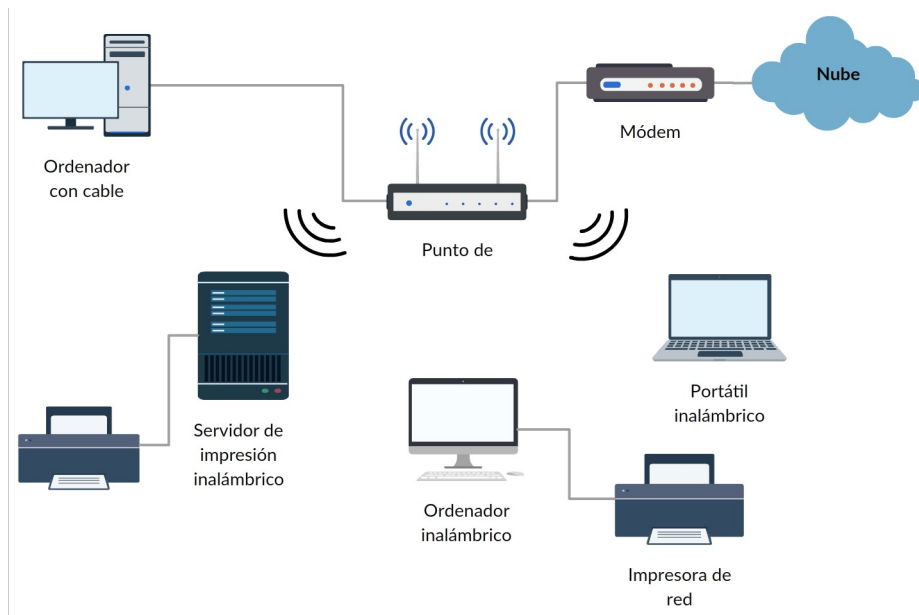 Nube
Módem
Ordenador
con cable
Punto de
Portátil
inalámbrico
Servidor de
impresión
inalámbrico
Ordenador
inalámbrico
Impresora de
red